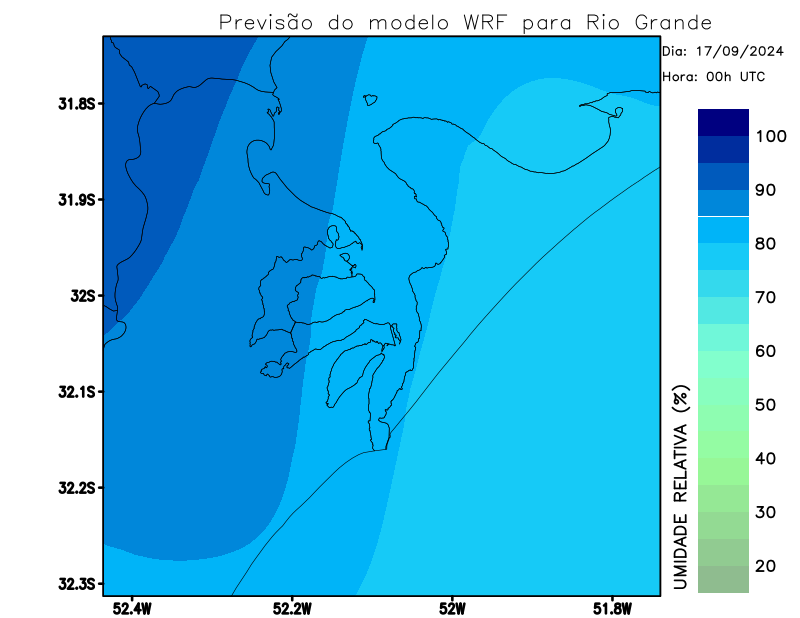 Previsão do modelo WRF para Rio Grande
Dia: 17/09/2024
Hora: 00h UTC
31.8S
31.9S
32S
32.1S
32.2S
32.3S
52.4W
52.2W
52W
51.8W
100
90
80
70
60
50
40
30
20
UMIDADE RELATIVA (%)